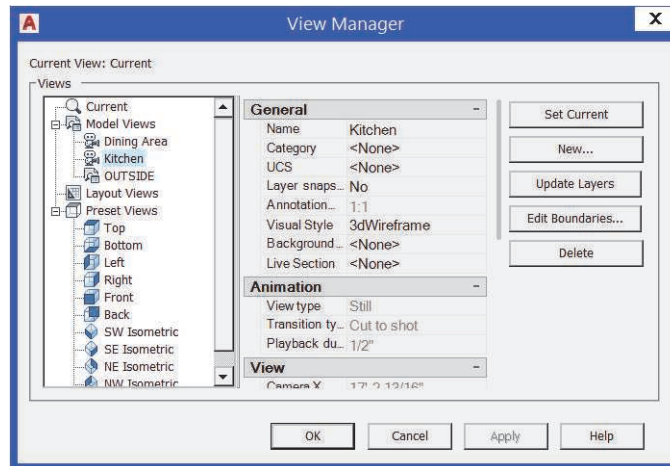 A View Manager X
Current View: Current
Views
Current
Model Views
Dining Area
Kitchen
OUTSIDE
Layout Views
Preset Views
Top
Bottom
Left
Right
Front
Back
SW Isometric
SE Isometric
NE Isometric
NW Isometric
General -
Name Kitchen
Category <None>
UCS <None>
Layer snaps... No
Annotation... 1:1
Visual Style 3dWireframe
Background... <None>
Live Section <None>
Animation -
View type Still
Transition ty... Cut to shot
Playback du... 1/2"
View -
Camera X 17'-2 13/16"
Set Current
New...
Update Layers
Edit Boundaries...
Delete
OK Cancel Apply Help